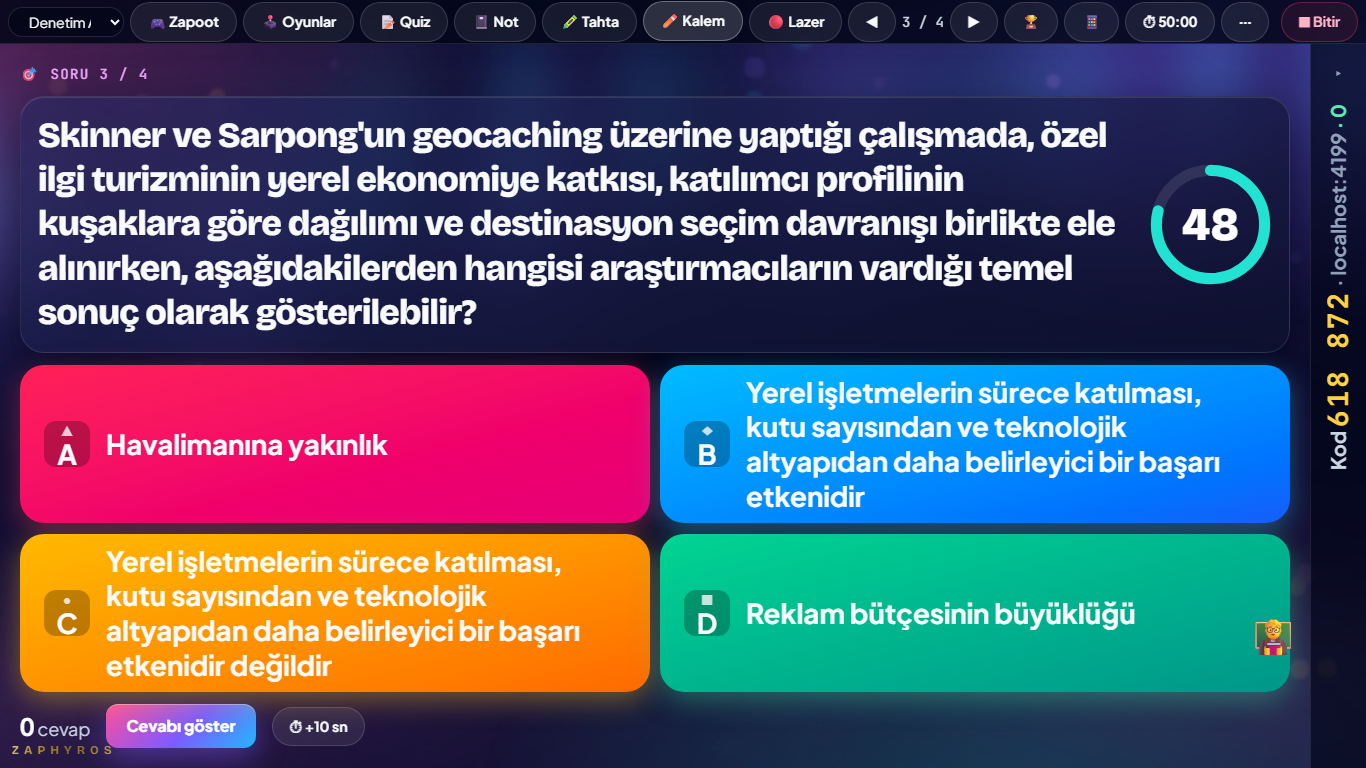 Denetim
Zapoot
Oyunlar
Quiz
Not
Tahta
Kalem
Lazer
3 / 4
50:00
---
Bitir
SORU 3 / 4
Skinner ve Sarpong'un geocaching üzerine yaptığı çalışmada, özel
ilgi turizminin yerel ekonomiye katkısı, katılımcı profilinin
kuşaklara göre dağılımı ve destinasyon seçim davranışı birlikte ele
alınırken, aşağıdakilerden hangisi araştırmacıların vardığı temel
sonuç olarak gösterilebilir?
48
A
Havalimanına yakınlık
B
Yerel işletmelerin sürece katılması,
kutu sayısından ve teknolojik
altyapıdan daha belirleyici bir başarı
etkenidir
C
Yerel işletmelerin sürece katılması,
kutu sayısından ve teknolojik
altyapıdan daha belirleyici bir başarı
etkenidir değildir
D
Reklam bütçesinin büyüklüğü
0 cevap
Cevabı göster
+10 sn
ZAPHYROS
Kod 618 872 · localhost:4199 · 0